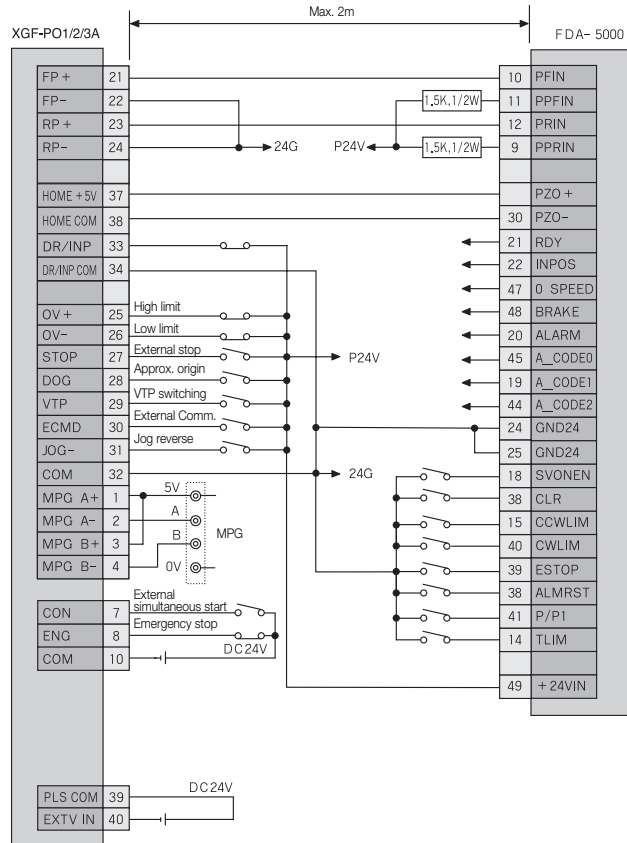 Max. 2m
XGF-PO1/2/3A
FDA-5000
FP+ 21
FP- 22
RP+ 23
RP- 24
HOME +5V 37
HOME COM 38
DR/INP 33
DR/INP COM 34
OV+ 25
OV- 26
STOP 27
DOG 28
VTP 29
ECMD 30
JOG- 31
COM 32
MPG A+ 1
MPG A- 2
MPG B+ 3
MPG B- 4
CON 7
ENG 8
COM 10
PLS COM 39
EXTV IN 40
24G
P24V
1.5K,1/2W
1.5K,1/2W
High limit
Low limit
External stop
Approx. origin
VTP switching
External Comm.
Jog reverse
P24V
24G
5V
A
B
0V
MPG
External
simultaneous start
Emergency stop
DC24V
DC24V
10 PFIN
11 PPFIN
12 PRIN
9 PPRIN
PZO+
30 PZO-
21 RDY
22 INPOS
47 0 SPEED
48 BRAKE
20 ALARM
45 A_CODE0
19 A_CODE1
44 A_CODE2
24 GND24
25 GND24
18 SVONEN
38 CLR
15 CCWLIM
40 CWLIM
39 ESTOP
38 ALMRST
41 P/P1
14 TLIM
49 +24VIN